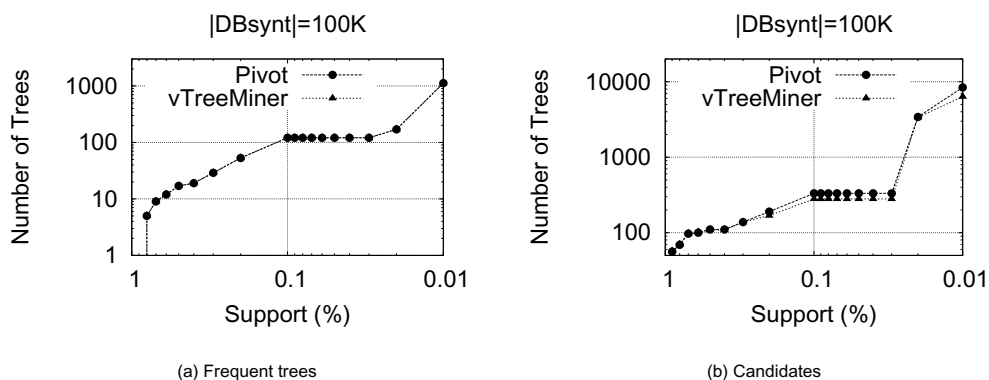 |DBsynt|=100K
Number of Trees
1000
100
10
1
Pivot
vTreeMiner
1
0.1
0.01
Support (%)
(a) Frequent trees
|DBsynt|=100K
Number of Trees
10000
1000
100
Pivot
vTreeMiner
1
0.1
0.01
Support (%)
(b) Candidates